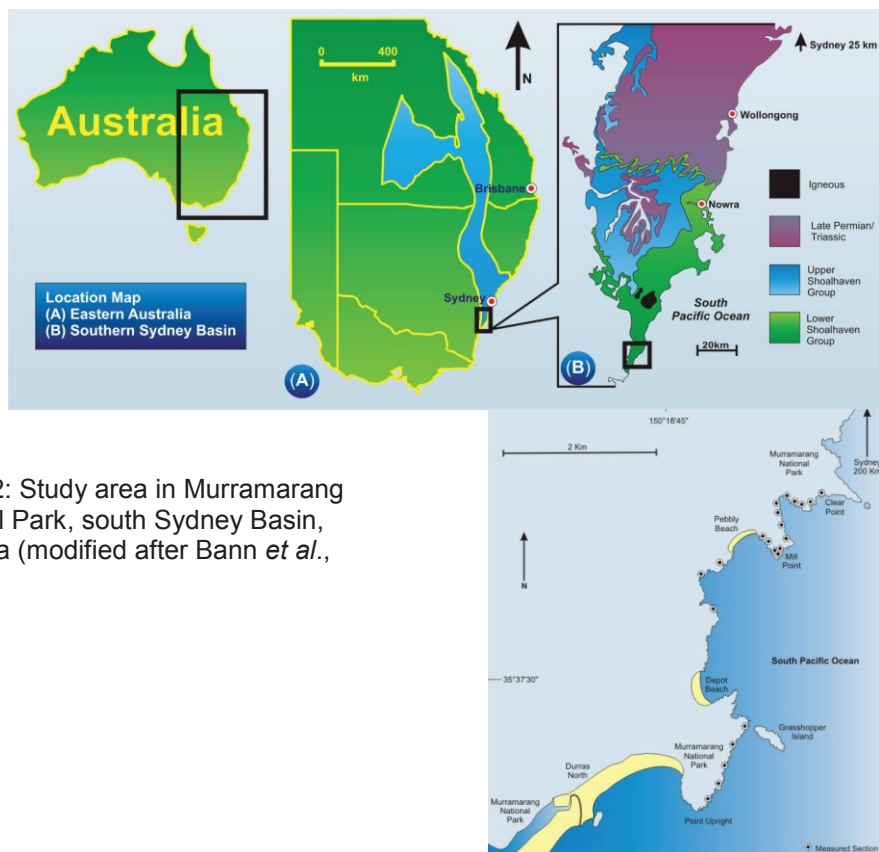 Australia
Location Map
(A) Eastern Australia
(B) Southern Sydney Basin
0 400
km
N
Brisbane
Sydney
(A)
Sydney 25 km
Wollongong
Nowra
South
Pacific Ocean
20km
(B)
Igneous
Late Permian/
Triassic
Upper
Shoalhaven
Group
Lower
Shoalhaven
Group
2: Study area in Murramarang
l Park, south Sydney Basin,
a (modified after Bann et al.,
150°18'45"
2 Km
Murramarang
National
Park
Sydney
200 Km
Clear
Point
Pebbly
Beach
Mill
Point
N
South Pacific Ocean
35°37'30"
Depot
Beach
Grasshopper
Island
Murramarang
National
Park
Durras
North
Murramarang
National
Park
Point Upright
Measured Section